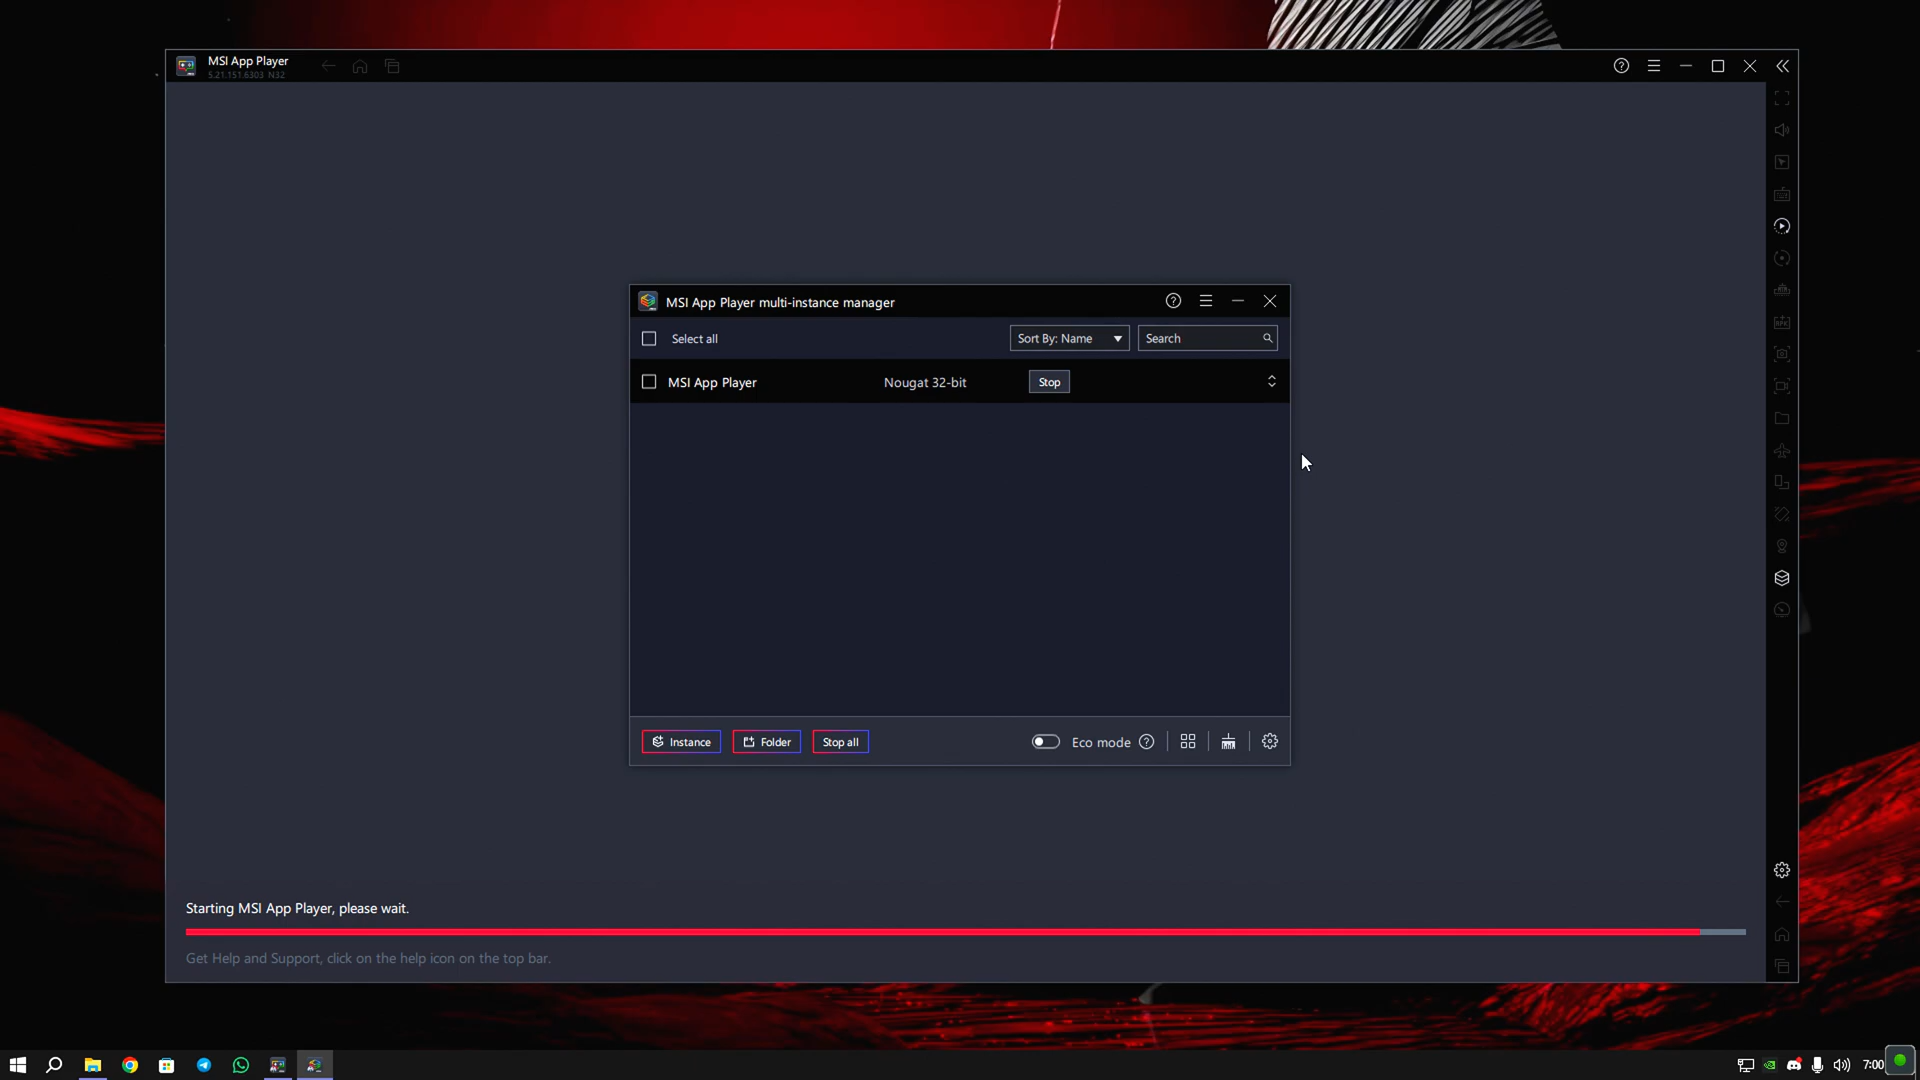 MSI App Player
5.21.151.6303 N32
MSI App Player multi-instance manager
Select all
Sort By: Name
Search
MSI App Player
Nougat 32-bit
Stop
Instance
Folder
Stop all
Eco mode
Starting MSI App Player, please wait.
Get Help and Support, click on the help icon on the top bar.
7:00